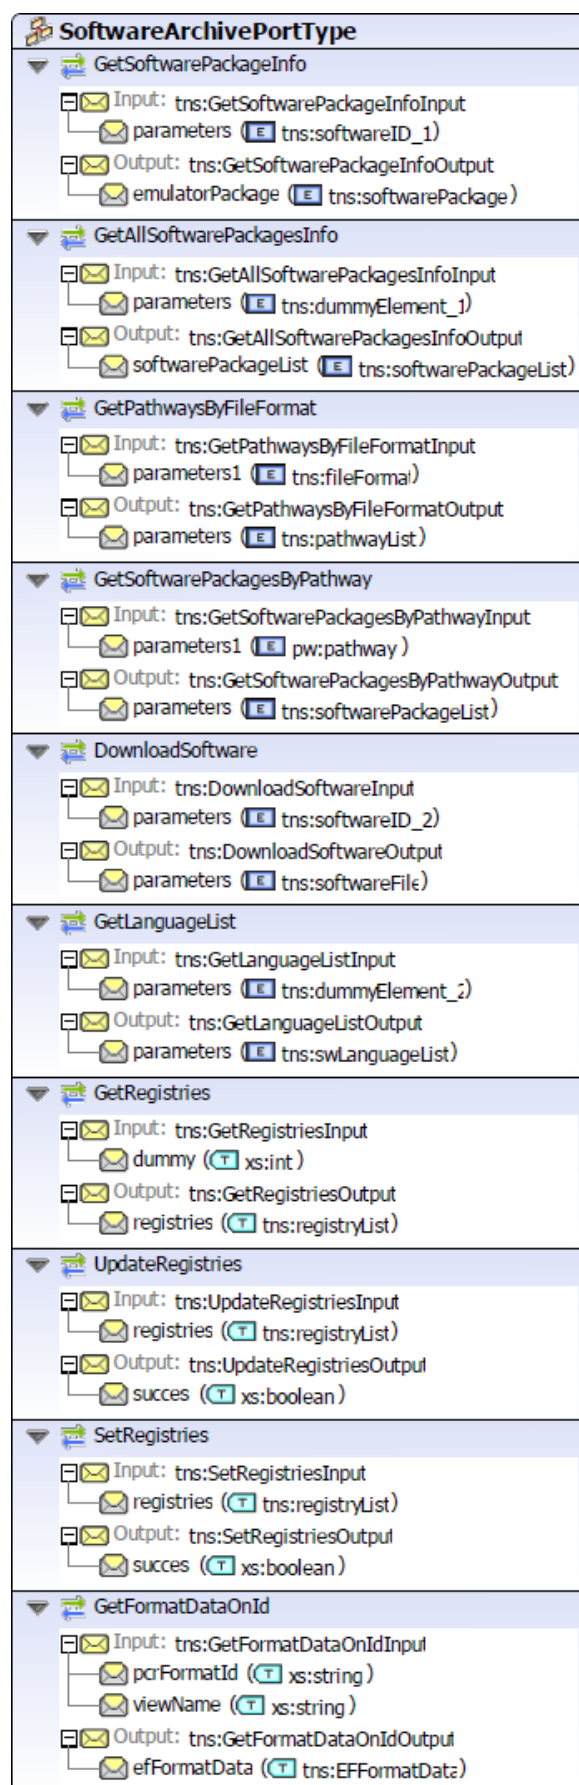 SoftwareArchivePortType
GetSoftwarePackageInfo
Input: tns:GetSoftwarePackageInfoInput
parameters (E tns:softwareID_1)
Output: tns:GetSoftwarePackageInfoOutput
emulatorPackage (E tns:softwarePackage)
GetAllSoftwarePackagesInfo
Input: tns:GetAllSoftwarePackagesInfoInput
parameters (E tns:dummyElement_1)
Output: tns:GetAllSoftwarePackagesInfoOutput
softwarePackageList (E tns:softwarePackageList)
GetPathwaysByFileFormat
Input: tns:GetPathwaysByFileFormatInput
parameters1 (E tns:fileFormat)
Output: tns:GetPathwaysByFileFormatOutput
parameters (E tns:pathwayList)
GetSoftwarePackagesByPathway
Input: tns:GetSoftwarePackagesByPathwayInput
parameters1 (E pw:pathway)
Output: tns:GetSoftwarePackagesByPathwayOutput
parameters (E tns:softwarePackageList)
DownloadSoftware
Input: tns:DownloadSoftwareInput
parameters (E tns:softwareID_2)
Output: tns:DownloadSoftwareOutput
parameters (E tns:softwareFile)
GetLanguageList
Input: tns:GetLanguageListInput
parameters (E tns:dummyElement_2)
Output: tns:GetLanguageListOutput
parameters (E tns:swLanguageList)
GetRegistries
Input: tns:GetRegistriesInput
dummy (T xs:int)
Output: tns:GetRegistriesOutput
registries (T tns:registryList)
UpdateRegistries
Input: tns:UpdateRegistriesInput
registries (T tns:registryList)
Output: tns:UpdateRegistriesOutput
succes (T xs:boolean)
SetRegistries
Input: tns:SetRegistriesInput
registries (T tns:registryList)
Output: tns:SetRegistriesOutput
succes (T xs:boolean)
GetFormatDataOnId
Input: tns:GetFormatDataOnIdInput
pcrFormatId (T xs:string)
viewName (T xs:string)
Output: tns:GetFormatDataOnIdOutput
efFormatData (T tns:EFFormatData)